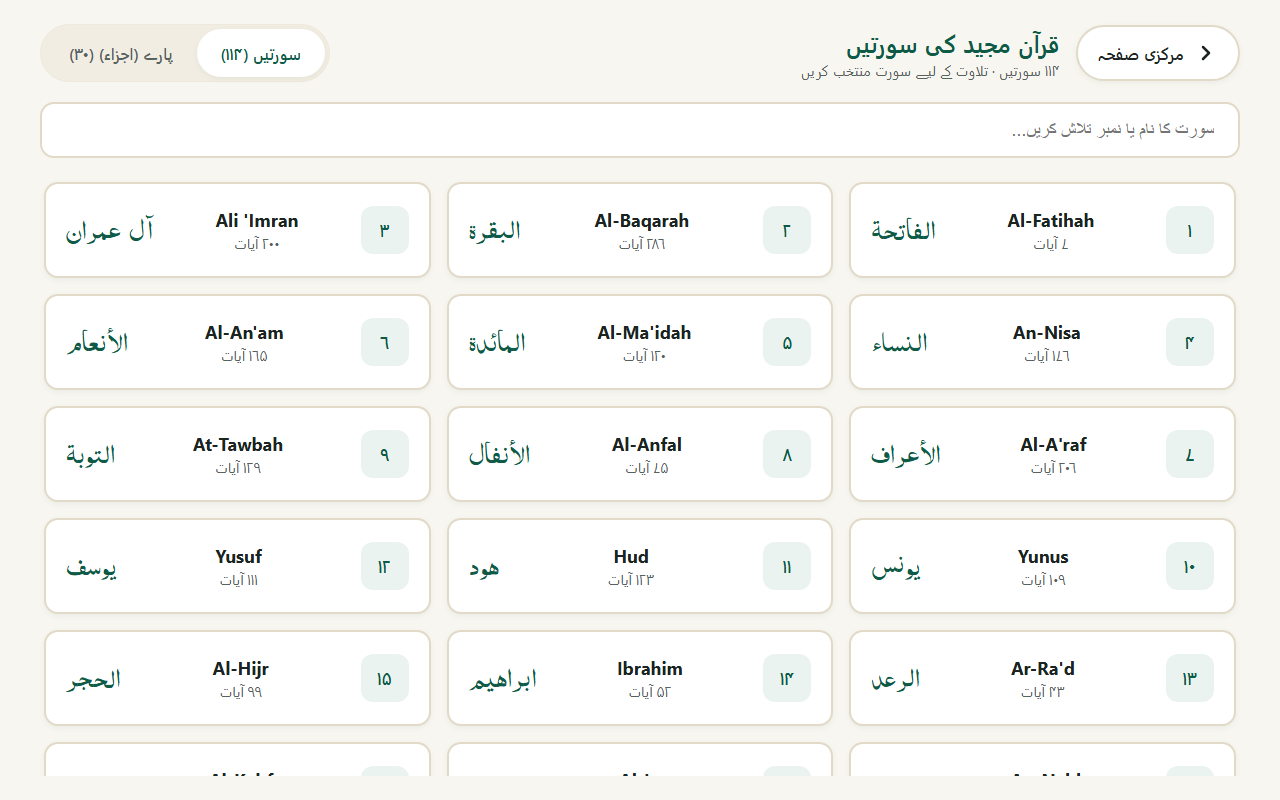 مرکزی صفحہ
قرآن مجید کی سورتیں
۱۱۴ سورتیں · تلاوت کے لیے سورت منتخب کریں
سورتیں (۱۱۴)
پارے (اجزاء) (۳۰)
سورت کا نام یا نمبر تلاش کریں...
۱
Al-Fatihah
۷ آیات
الفاتحة
۲
Al-Baqarah
۲۸۶ آیات
البقرة
۳
Ali 'Imran
۲۰۰ آیات
آل عمران
۴
An-Nisa
۱۷۶ آیات
النساء
۵
Al-Ma'idah
۱۲۰ آیات
المائدة
۶
Al-An'am
۱۶۵ آیات
الأنعام
۷
Al-A'raf
۲۰۶ آیات
الأعراف
۸
Al-Anfal
۷۵ آیات
الأنفال
۹
At-Tawbah
۱۲۹ آیات
التوبة
۱۰
Yunus
۱۰۹ آیات
يونس
۱۱
Hud
۱۲۳ آیات
هود
۱۲
Yusuf
۱۱۱ آیات
يوسف
۱۳
Ar-Ra'd
۴۳ آیات
الرعد
۱۴
Ibrahim
۵۲ آیات
ابراهيم
۱۵
Al-Hijr
۹۹ آیات
الحجر